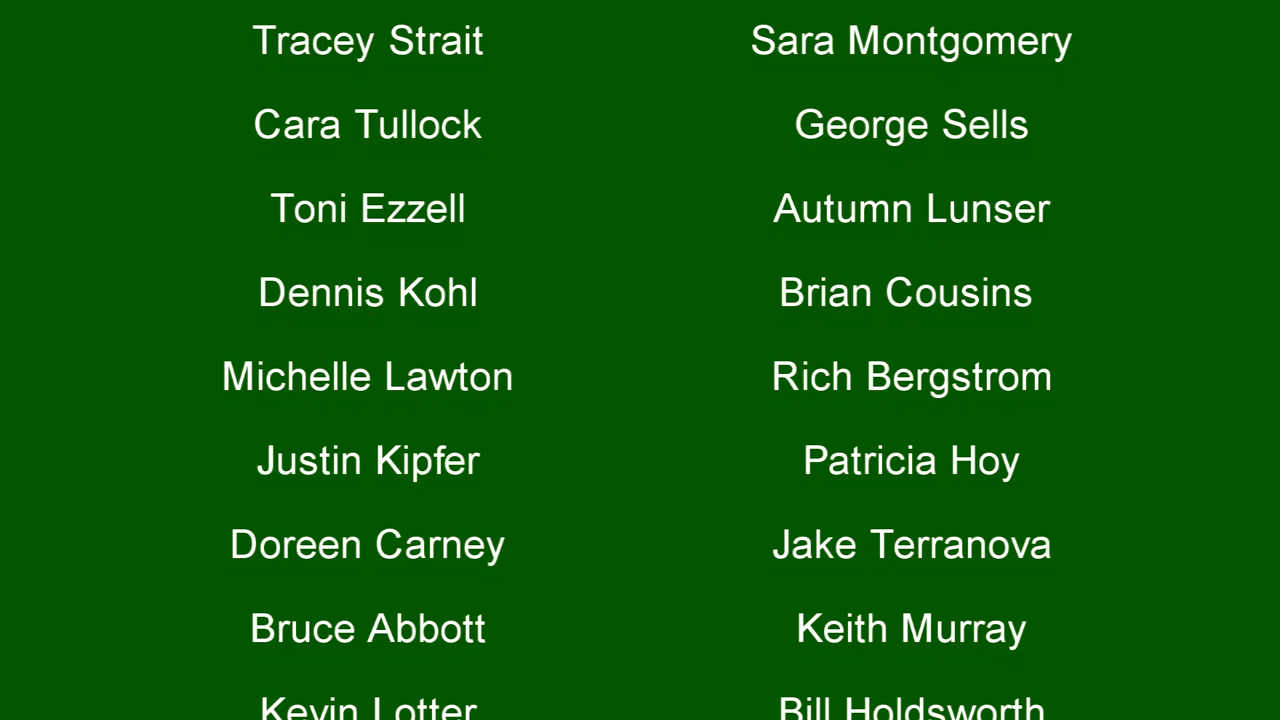 Tracey Strait
Sara Montgomery
Cara Tullock
George Sells
Toni Ezzell
Autumn Lunser
Dennis Kohl
Brian Cousins
Michelle Lawton
Rich Bergstrom
Justin Kipfer
Patricia Hoy
Doreen Carney
Jake Terranova
Bruce Abbott
Keith Murray
Kevin Lotter
Bill Holdsworth